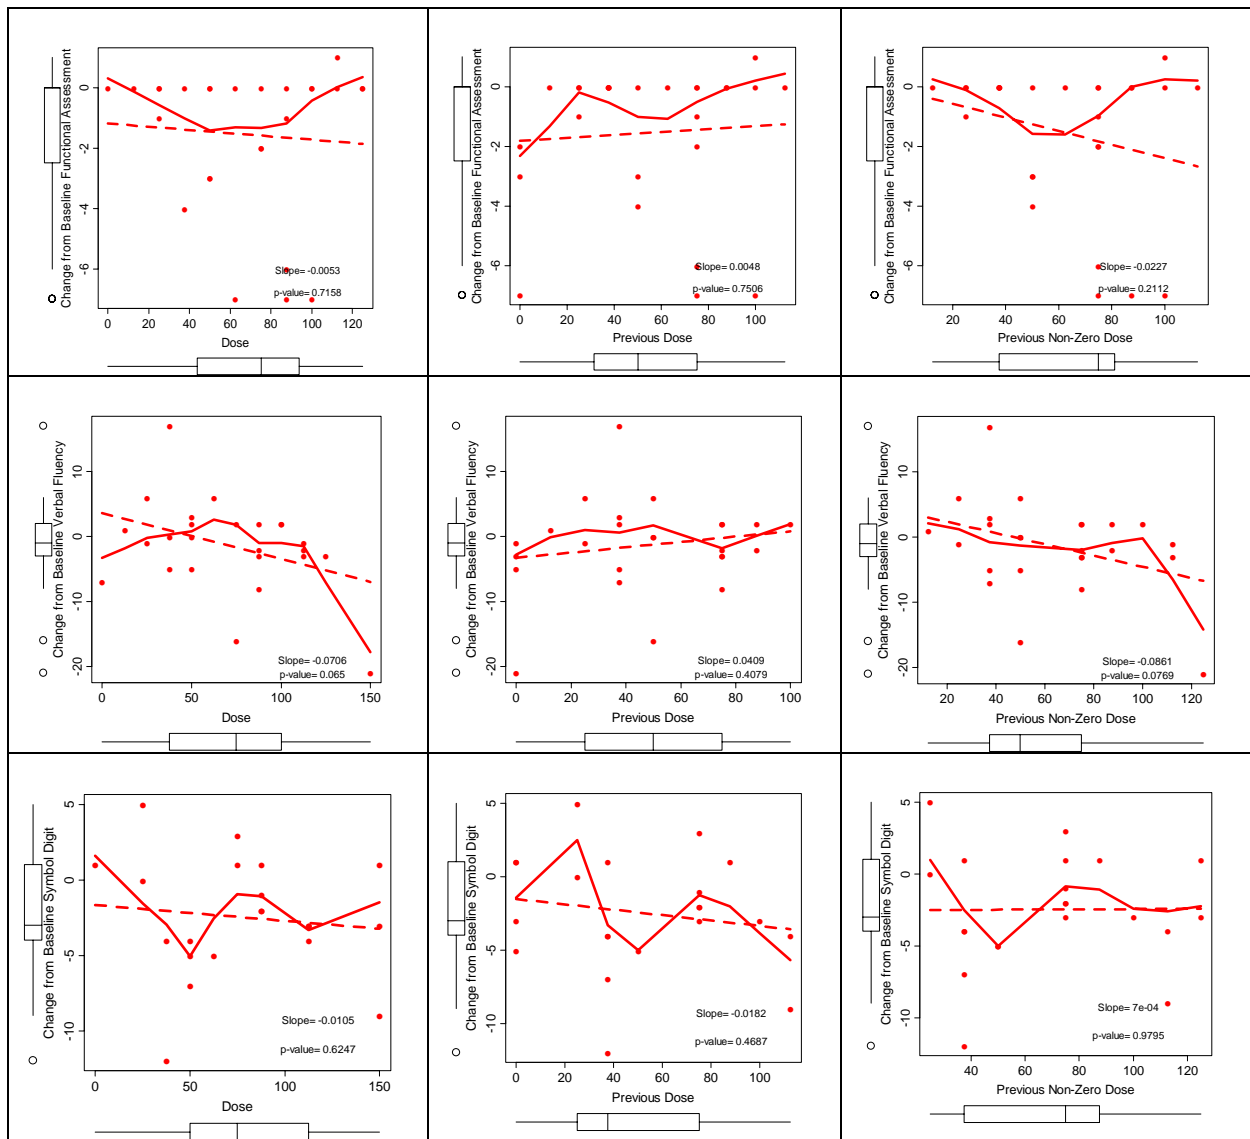 Change from Baseline Functional Assessment
0
-2
-4
-6
Slope= -0.0053
p-value= 0.7158
0 20 40 60 80 100 120
Dose
Change from Baseline Functional Assessment
0
-2
-4
-6
Slope= 0.0048
p-value= 0.7506
0 20 40 60 80 100
Previous Dose
Change from Baseline Functional Assessment
0
-2
-4
-6
Slope= -0.0227
p-value= 0.2112
20 40 60 80 100
Previous Non-Zero Dose
Change from Baseline Verbal Fluency
10
0
-10
-20
Slope= -0.0706
p-value= 0.065
0 50 100 150
Dose
Change from Baseline Verbal Fluency
10
0
-10
-20
Slope= 0.0409
p-value= 0.4079
0 20 40 60 80 100
Previous Dose
Change from Baseline Verbal Fluency
10
0
-10
-20
Slope= -0.0861
p-value= 0.0769
20 40 60 80 100 120
Previous Non-Zero Dose
Change from Baseline Symbol Digit
5
0
-5
-10
Slope= -0.0105
p-value= 0.6247
0 50 100 150
Dose
Change from Baseline Symbol Digit
5
0
-5
-10
Slope= -0.0182
p-value= 0.4687
0 20 40 60 80 100
Previous Dose
Change from Baseline Symbol Digit
5
0
-5
-10
Slope= 7e-04
p-value= 0.9795
40 60 80 100 120
Previous Non-Zero Dose